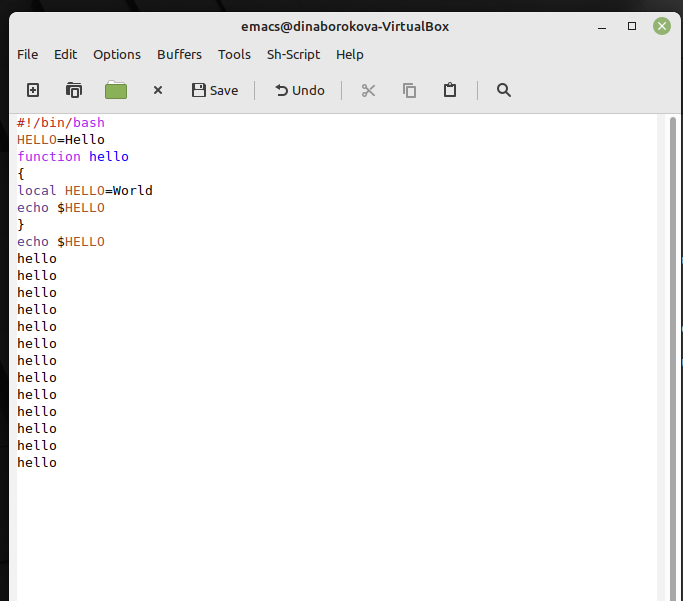 emacs@dinaborokova-VirtualBox
File Edit Options Buffers Tools Sh-Script Help
Save Undo
#!/bin/bash
HELLO=Hello
function hello
{
local HELLO=World
echo $HELLO
}
echo $HELLO
hello
hello
hello
hello
hello
hello
hello
hello
hello
hello
hello
hello
hello